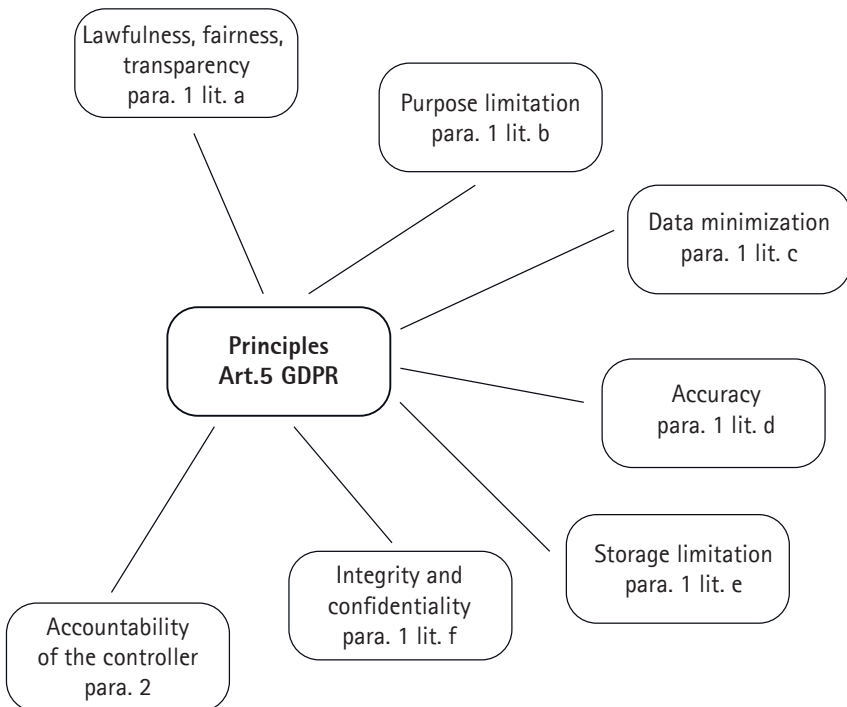 Lawfulness, fairness,
transparency
para. 1 lit. a
Purpose limitation
para. 1 lit. b
Data minimization
para. 1 lit. c
Principles
Art.5 GDPR
Accuracy
para. 1 lit. d
Storage limitation
para. 1 lit. e
Integrity and
confidentiality
para. 1 lit. f
Accountability
of the controller
para. 2